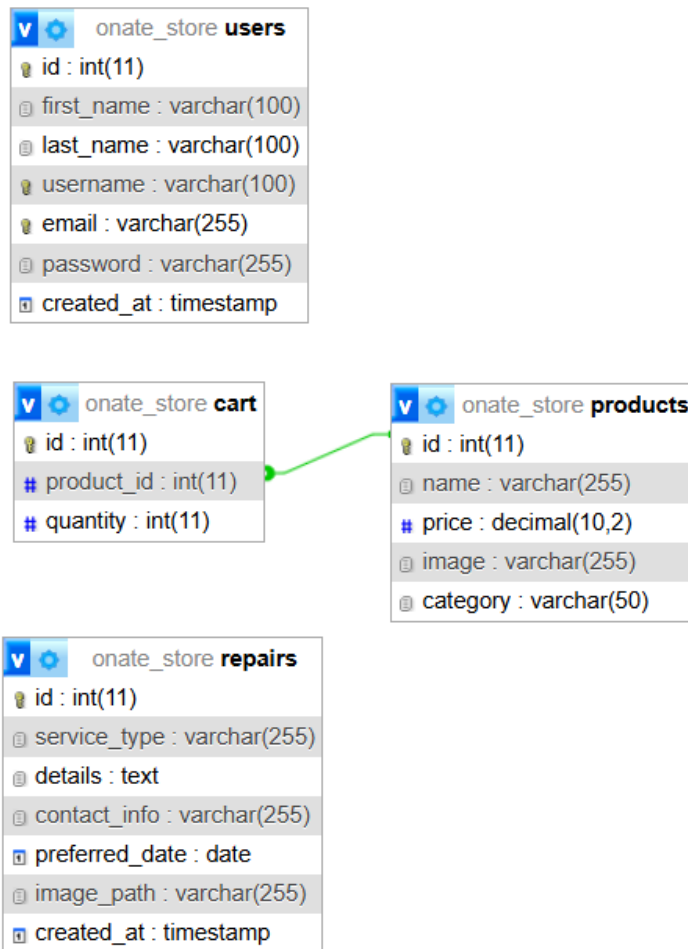 v onate_store users
id : int(11)
first_name : varchar(100)
last_name : varchar(100)
username : varchar(100)
email : varchar(255)
password : varchar(255)
created_at : timestamp
v onate_store cart
id : int(11)
# product_id : int(11)
# quantity : int(11)
v onate_store products
id : int(11)
name : varchar(255)
# price : decimal(10,2)
image : varchar(255)
category : varchar(50)
v onate_store repairs
id : int(11)
service_type : varchar(255)
details : text
contact_info : varchar(255)
preferred_date : date
image_path : varchar(255)
created_at : timestamp